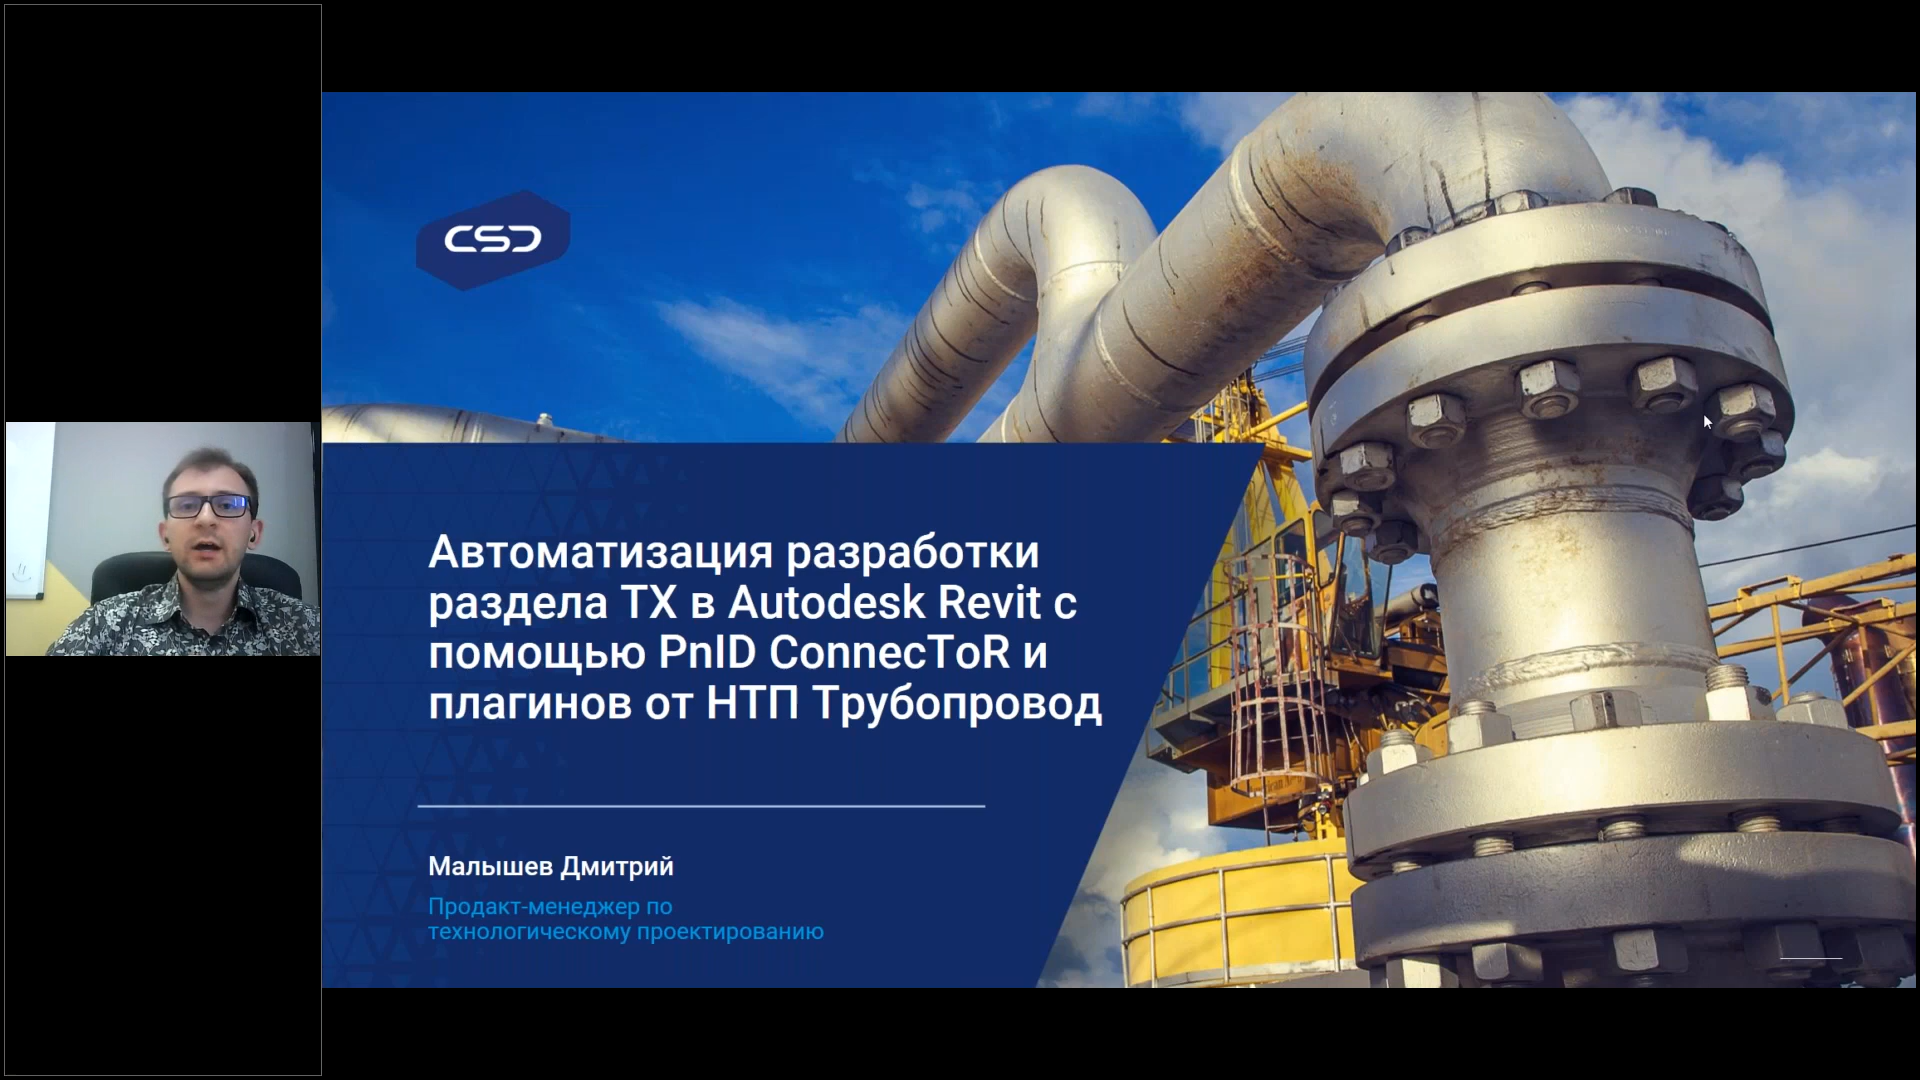 CSD
Автоматизация разработки
раздела ТХ в Autodesk Revit с
помощью PnID ConnecToR и
плагинов от НТП Трубопровод
Малышев Дмитрий
Продакт-менеджер по
технологическому проектированию